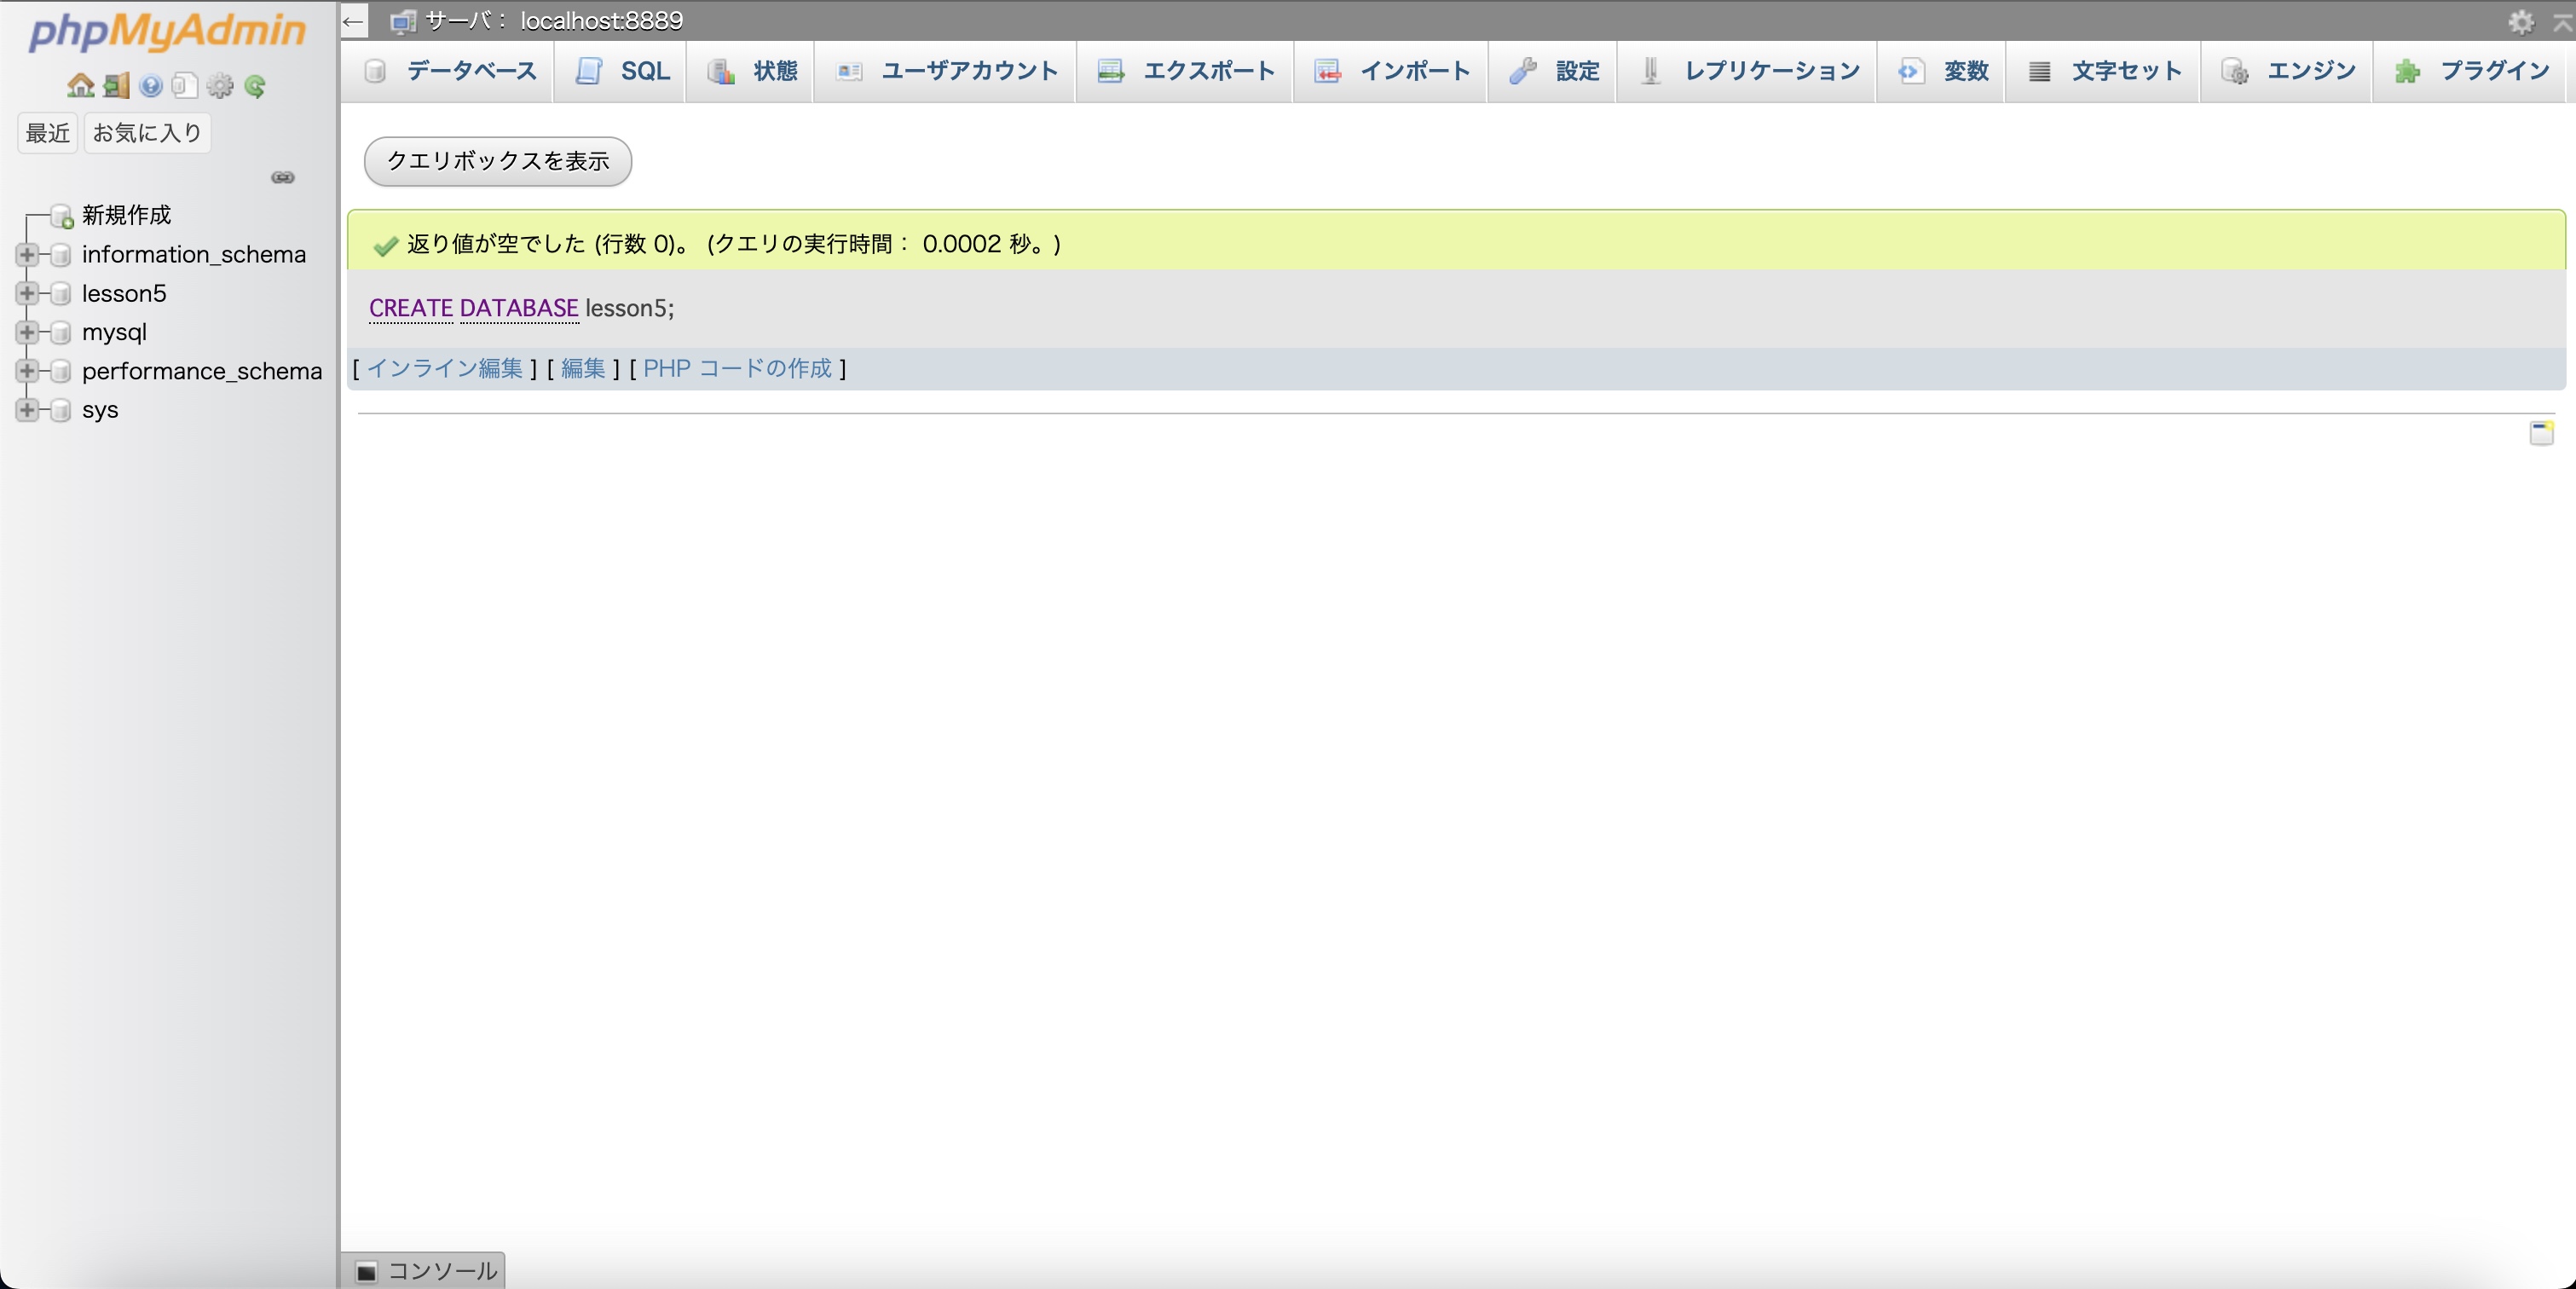 phpMyAdmin
最近 お気に入り
新規作成
information_schema
lesson5
mysql
performance_schema
sys
← サーバ： localhost:8889
データベース SQL 状態 ユーザアカウント エクスポート インポート 設定 レプリケーション 変数 文字セット エンジン プラグイン
クエリボックスを表示
返り値が空でした (行数 0)。 (クエリの実行時間： 0.0002 秒。)
CREATE DATABASE lesson5;
[ インライン編集 ] [ 編集 ] [ PHP コードの作成 ]
コンソール